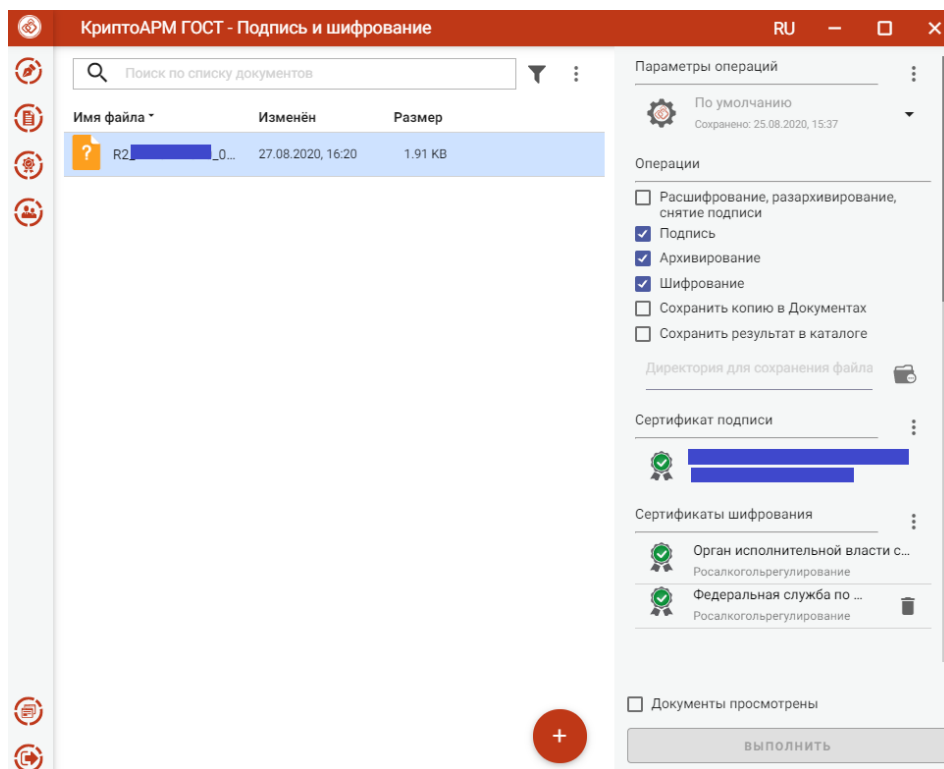 КриптоАРМ ГОСТ - Подпись и шифрование
RU
Поиск по списку документов
Имя файла
Изменён
Размер
R2_
_0...
27.08.2020, 16:20
1.91 KB
Параметры операций
По умолчанию
Сохранено: 25.08.2020, 15:37
Операции
Расшифрование, разархивирование,
снятие подписи
Подпись
Архивирование
Шифрование
Сохранить копию в Документах
Сохранить результат в каталоге
Директория для сохранения файла
Сертификат подписи
Сертификаты шифрования
Орган исполнительной власти с...
Росалкогольрегулирование
Федеральная служба по ...
Росалкогольрегулирование
Документы просмотрены
ВЫПОЛНИТЬ